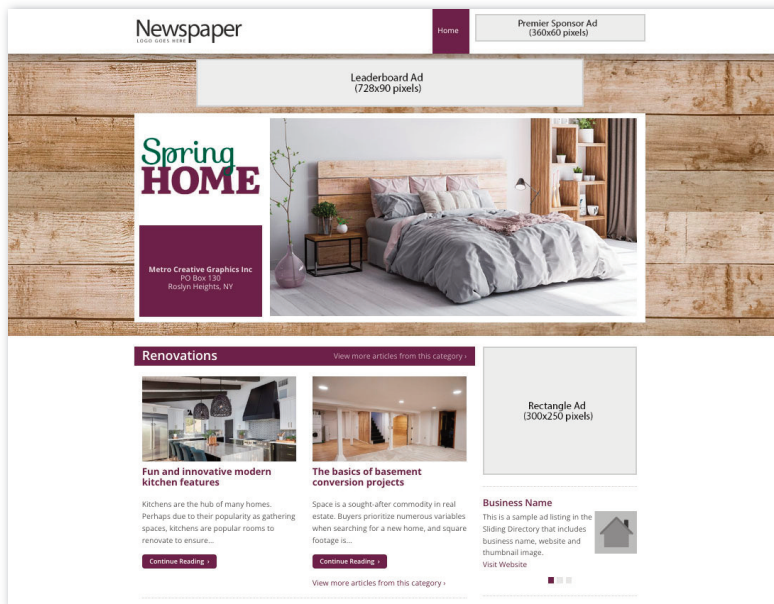 Newspaper
LOGO GOES HERE
Home
Premier Sponsor Ad
(360x60 pixels)
Leaderboard Ad
(728x90 pixels)
Spring
HOME
Metro Creative Graphics Inc
PO Box 130
Roslyn Heights, NY
Renovations
View more articles from this category ›
Fun and innovative modern
kitchen features
Kitchens are the hub of many homes.
Perhaps due to their popularity as gathering
spaces, kitchens are popular rooms to
renovate to ensure...
Continue Reading ›
The basics of basement
conversion projects
Space is a sought-after commodity in real
estate. Buyers prioritize numerous variables
when searching for a new home, and square
footage is...
Continue Reading ›
View more articles from this category ›
Rectangle Ad
(300x250 pixels)
Business Name
This is a sample ad listing in the
Sliding Directory that includes
business name, website and
thumbnail image.
Visit Website